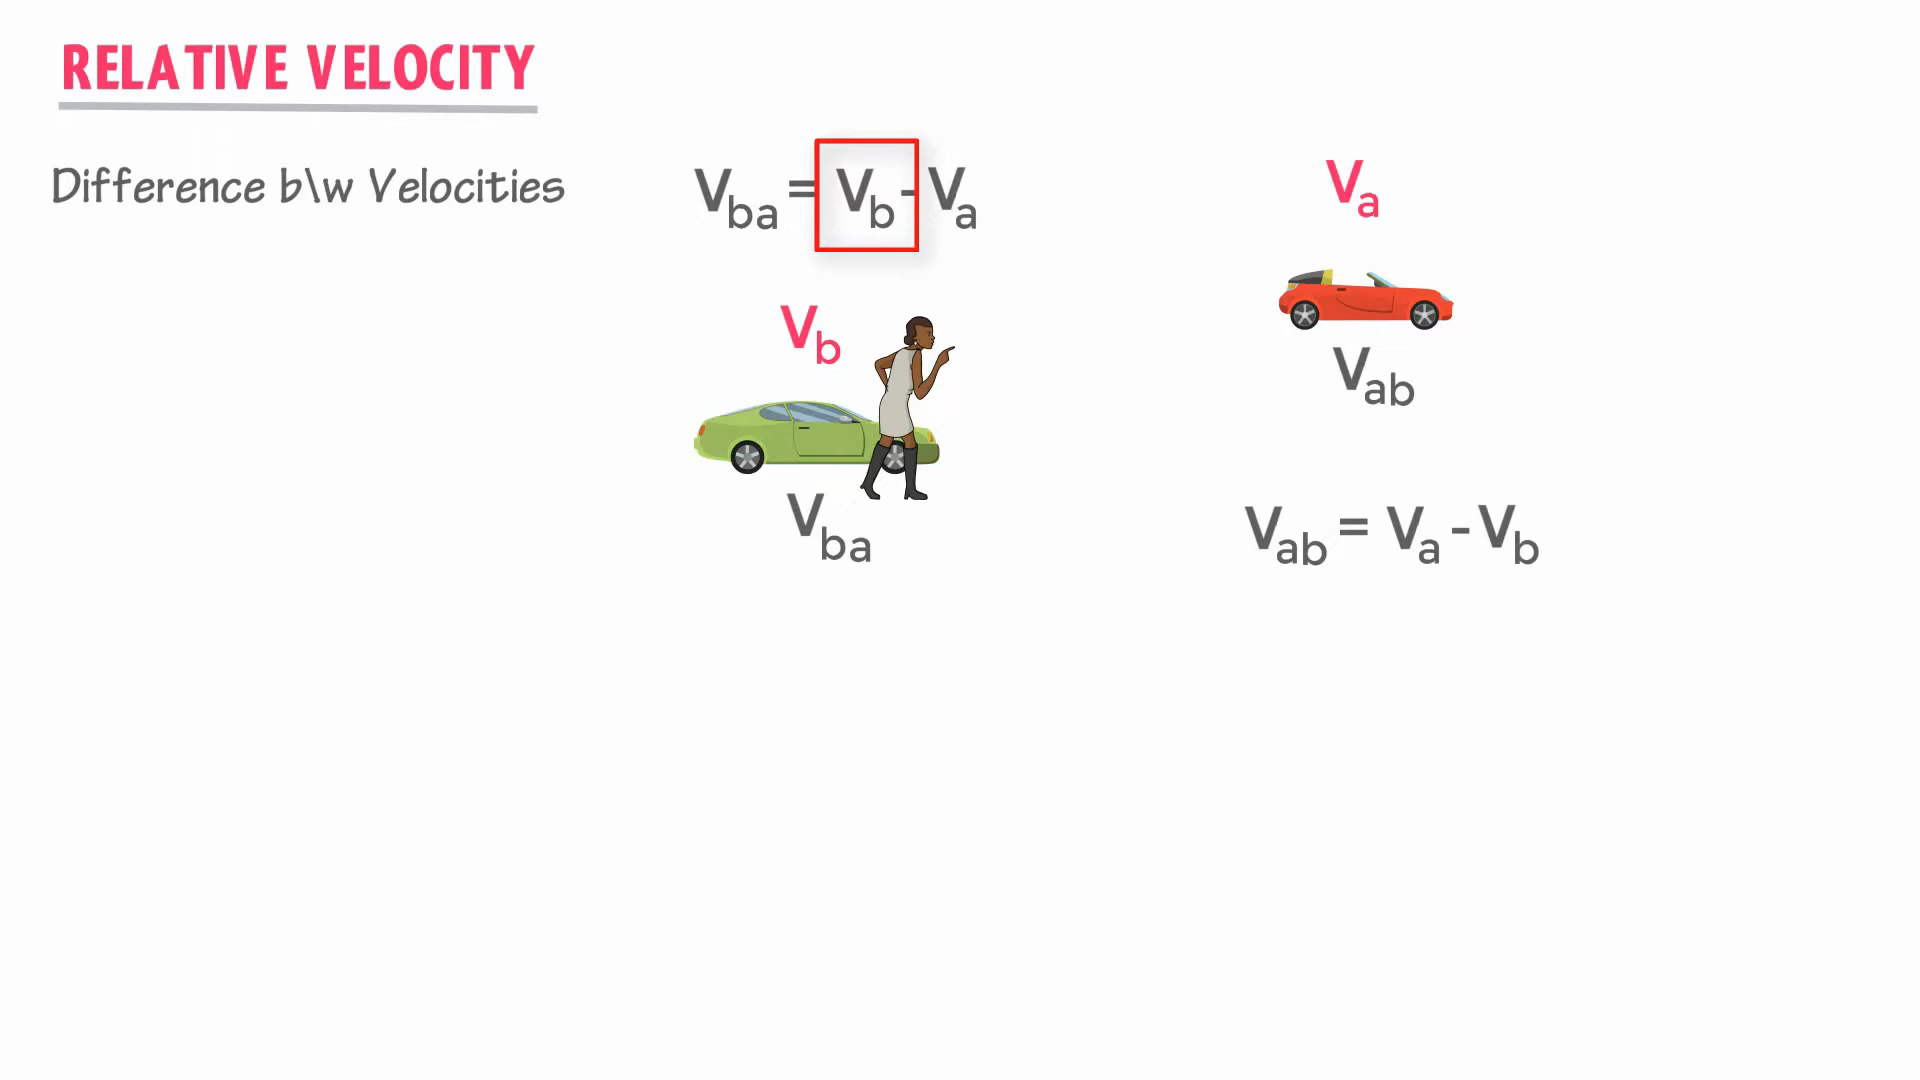 RELATIVE VELOCITY
Difference b\w Velocities
Vba = Vb - Va
Va
Vb
Vab
Vba
Vab = Va - Vb